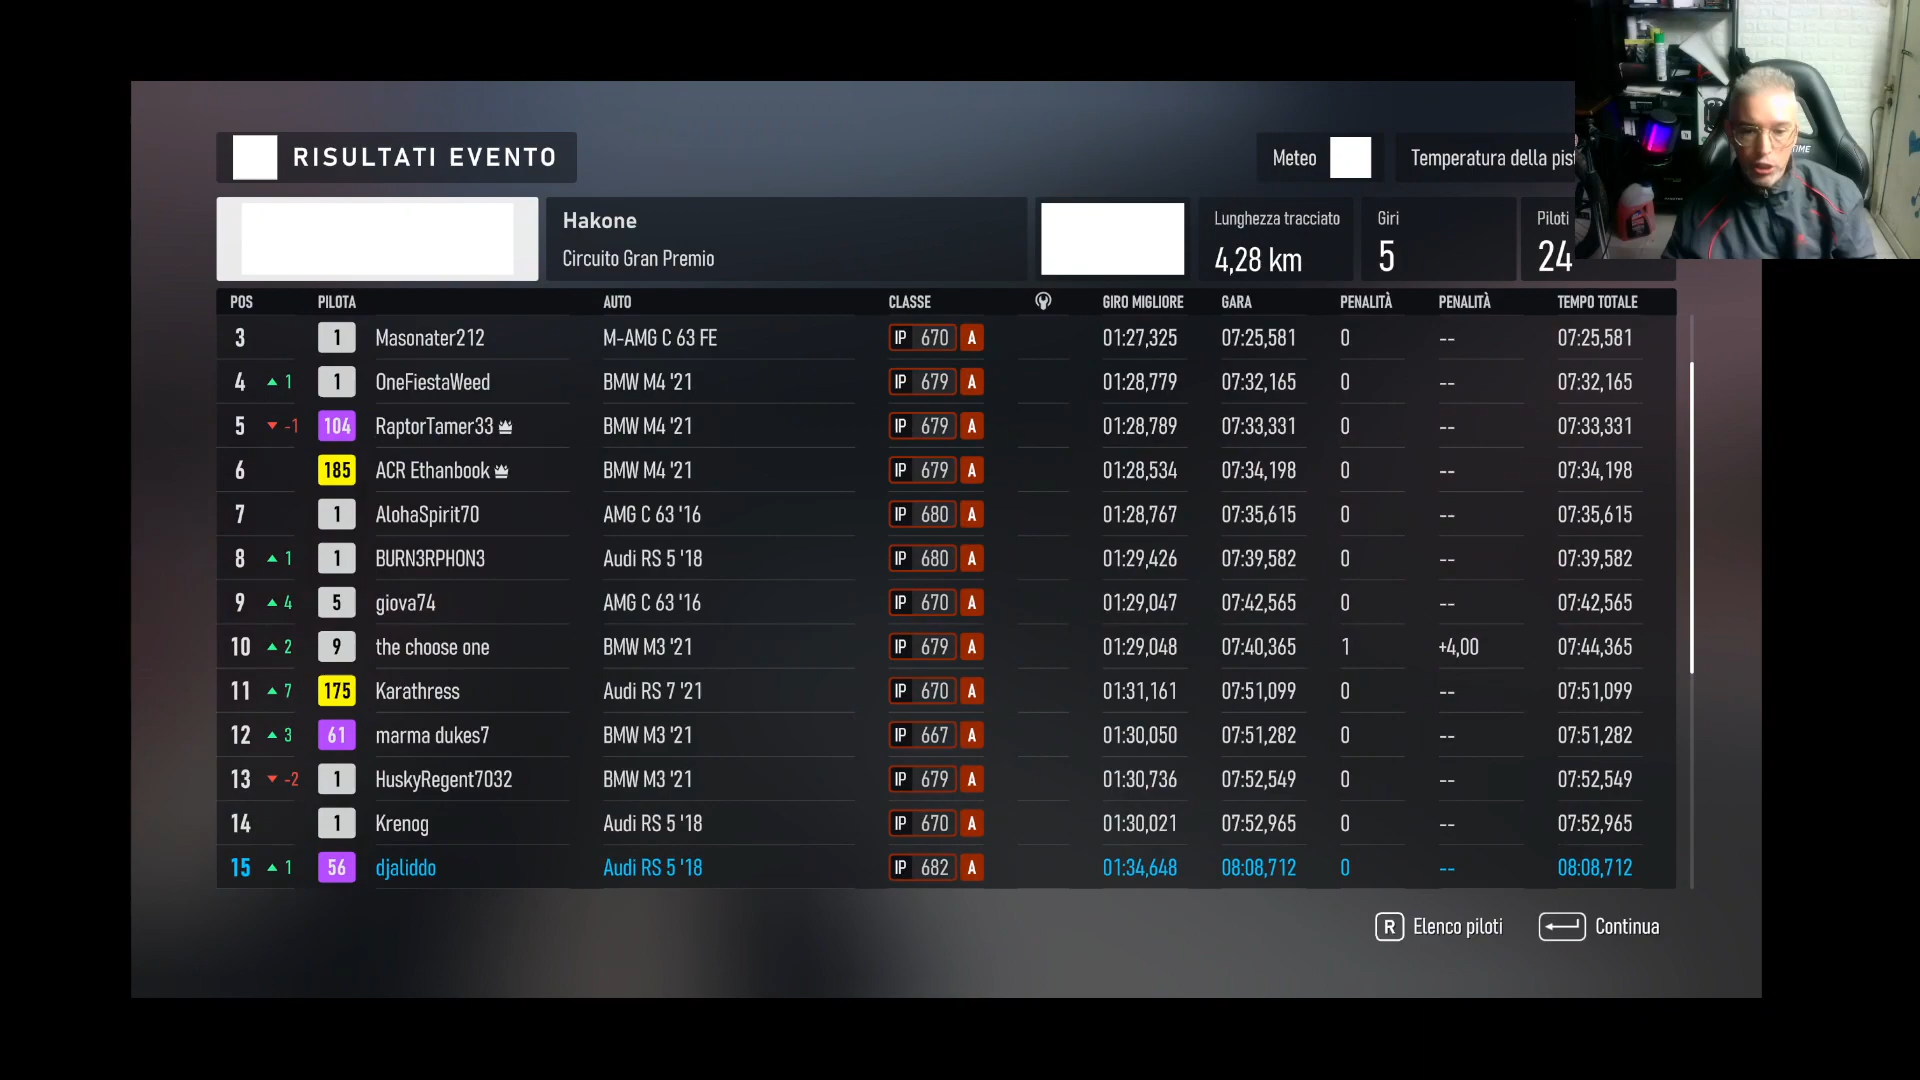 RISULTATI EVENTO
Meteo
Temperatura della pist
Hakone
Circuito Gran Premio
Lunghezza tracciato
4,28 km
Giri
5
Piloti
24
POS PILOTA AUTO CLASSE GIRO MIGLIORE GARA PENALITÀ PENALITÀ TEMPO TOTALE
3 1 Masonater212 M-AMG C 63 FE IP 670 A 01:27,325 07:25,581 0 -- 07:25,581
4 1 1 OneFiestaWeed BMW M4 '21 IP 679 A 01:28,779 07:32,165 0 -- 07:32,165
5 -1 104 RaptorTamer33 BMW M4 '21 IP 679 A 01:28,789 07:33,331 0 -- 07:33,331
6 185 ACR Ethanbook BMW M4 '21 IP 679 A 01:28,534 07:34,198 0 -- 07:34,198
7 1 AlohaSpirit70 AMG C 63 '16 IP 680 A 01:28,767 07:35,615 0 -- 07:35,615
8 1 1 BURN3RPHON3 Audi RS 5 '18 IP 680 A 01:29,426 07:39,582 0 -- 07:39,582
9 4 5 giova74 AMG C 63 '16 IP 670 A 01:29,047 07:42,565 0 -- 07:42,565
10 2 9 the choose one BMW M3 '21 IP 679 A 01:29,048 07:40,365 1 +4,00 07:44,365
11 7 175 Karathress Audi RS 7 '21 IP 670 A 01:31,161 07:51,099 0 -- 07:51,099
12 3 61 marma dukes7 BMW M3 '21 IP 667 A 01:30,050 07:51,282 0 -- 07:51,282
13 -2 1 HuskyRegent7032 BMW M3 '21 IP 679 A 01:30,736 07:52,549 0 -- 07:52,549
14 1 Krenog Audi RS 5 '18 IP 670 A 01:30,021 07:52,965 0 -- 07:52,965
15 1 56 djaliddo Audi RS 5 '18 IP 682 A 01:34,648 08:08,712 0 -- 08:08,712
R Elenco piloti
Continua